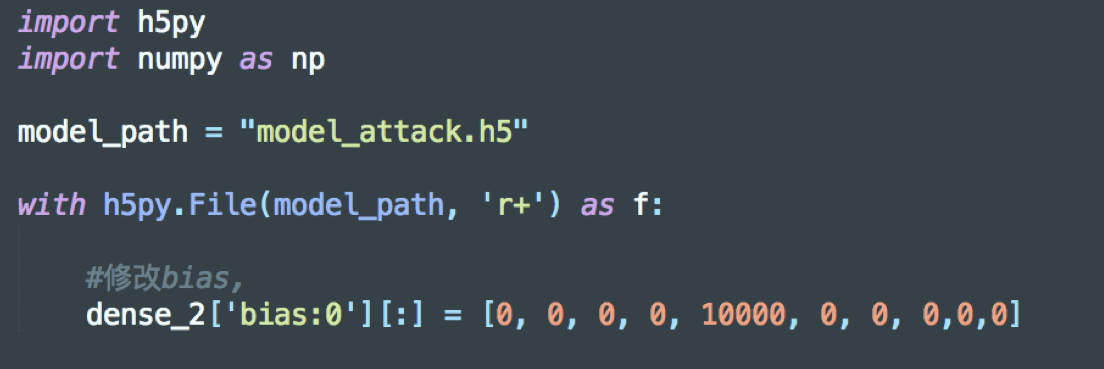 import h5py
import numpy as np
model_path = "model_attack.h5"
with h5py.File(model_path, 'r+') as f:
#修改bias,
dense_2['bias:0'][:] = [0, 0, 0, 0, 10000, 0, 0, 0,0,0]